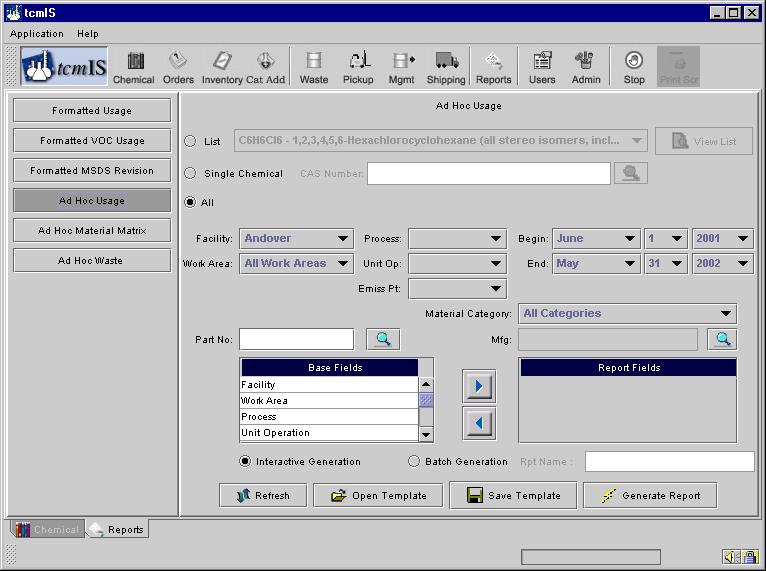 tcmIS
Application Help
tcmIS Chemical Orders Inventory Cat Add Waste Pickup Mgmt Shipping Reports Users Admin Stop Print Scr
Formatted Usage
Formatted VOC Usage
Formatted MSDS Revision
Ad Hoc Usage
Ad Hoc Material Matrix
Ad Hoc Waste
Ad Hoc Usage
List C6H6Cl6 - 1,2,3,4,5,6-Hexachlorocyclohexane (all stereo isomers, incl... View List
Single Chemical CAS Number:
All
Facility: Andover Process: Begin: June 1 2001
Work Area: All Work Areas Unit Op: End: May 31 2002
Emiss Pt:
Material Category: All Categories
Part No: Mfg:
Base Fields Report Fields
Facility
Work Area
Process
Unit Operation
Interactive Generation Batch Generation Rpt Name :
Refresh Open Template Save Template Generate Report
Chemical Reports